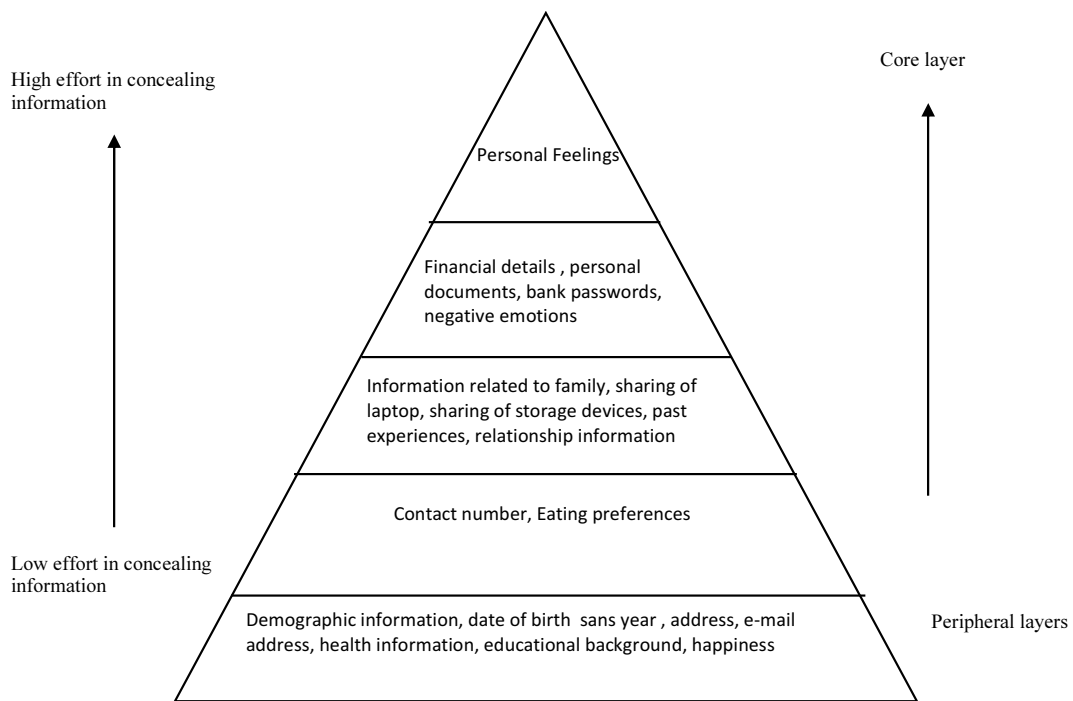 High effort in concealing
information
Core layer
Personal Feelings
Financial details , personal
documents, bank passwords,
negative emotions
Information related to family, sharing of
laptop, sharing of storage devices, past
experiences, relationship information
Contact number, Eating preferences
Low effort in concealing
information
Demographic information, date of birth  sans year , address, e-mail
address, health information, educational background, happiness
Peripheral layers